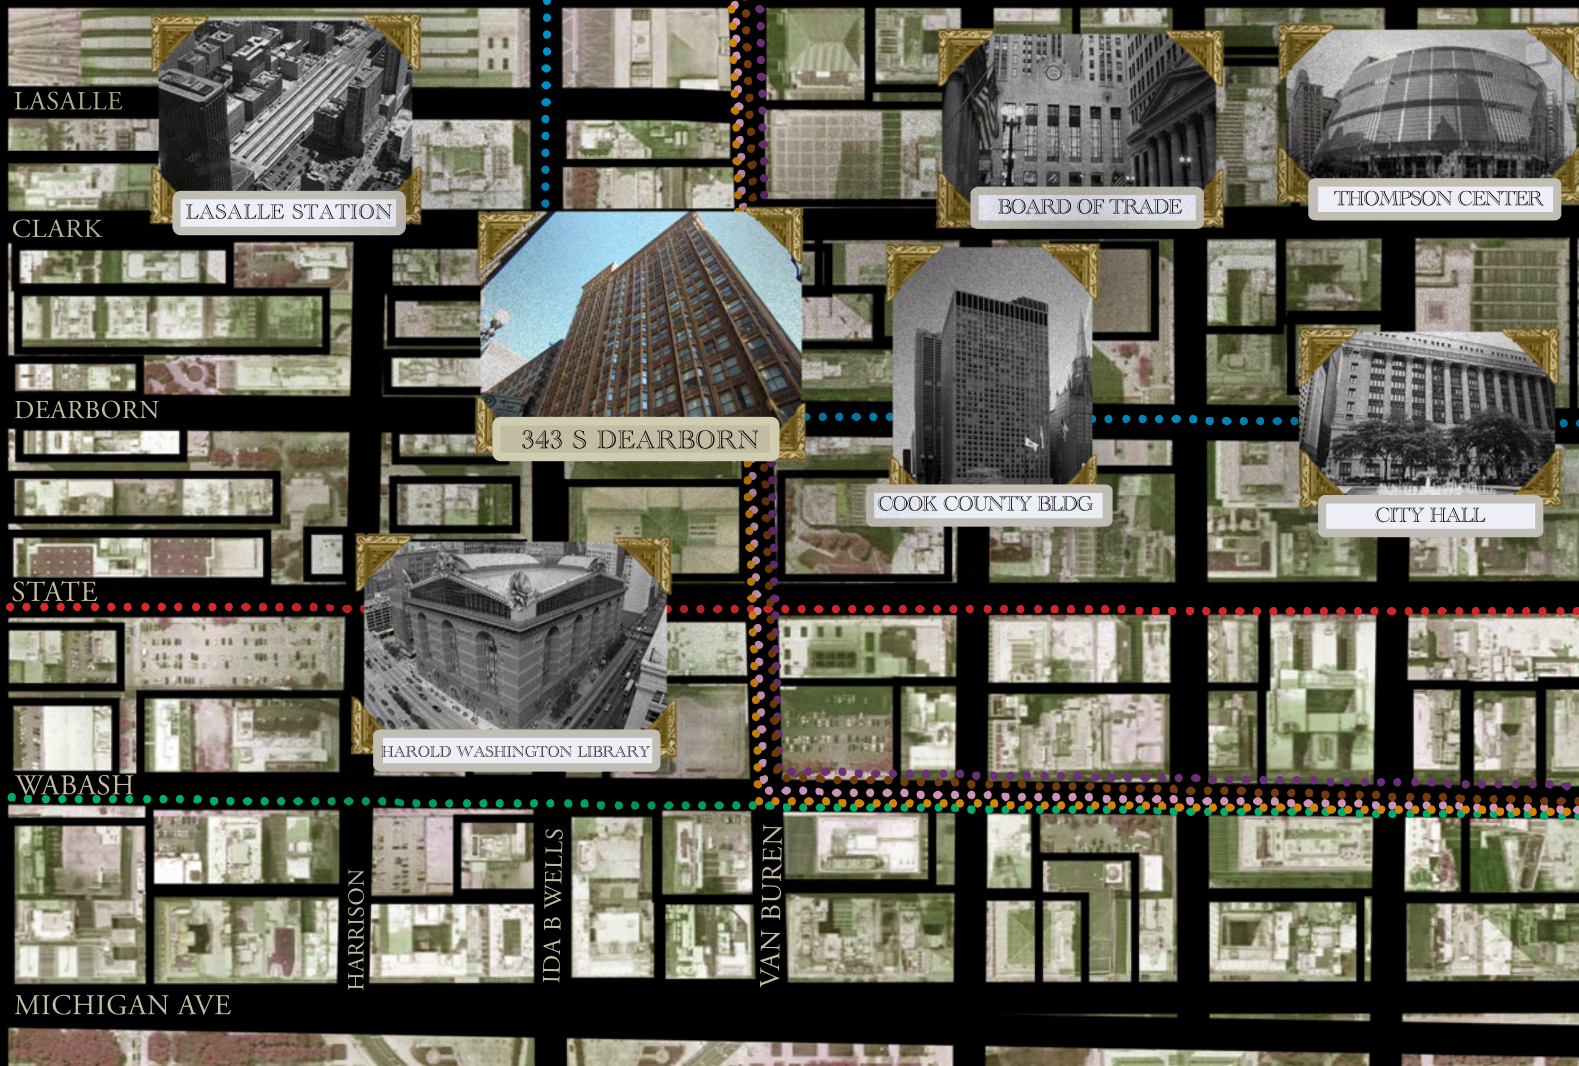 LASALLE
LASALLE STATION
BOARD OF TRADE
THOMPSON CENTER
CLARK
DEARBORN
343 S DEARBORN
COOK COUNTY BLDG
CITY HALL
STATE
HAROLD WASHINGTON LIBRARY
WABASH
HARRISON
IDA B WELLS
VAN BUREN
MICHIGAN AVE